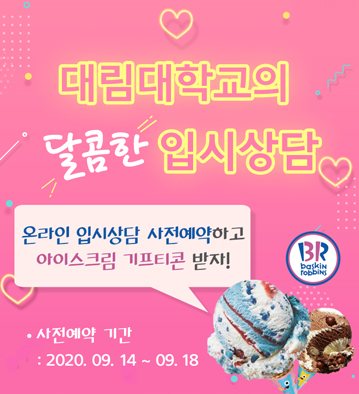 대림대학교의
달콤한 입시상담
온라인 입시상담 사전예약하고
아이스크림 기프티콘 받자!
BR
baskin
robbins
• 사전예약 기간
: 2020. 09. 14 ~ 09. 18